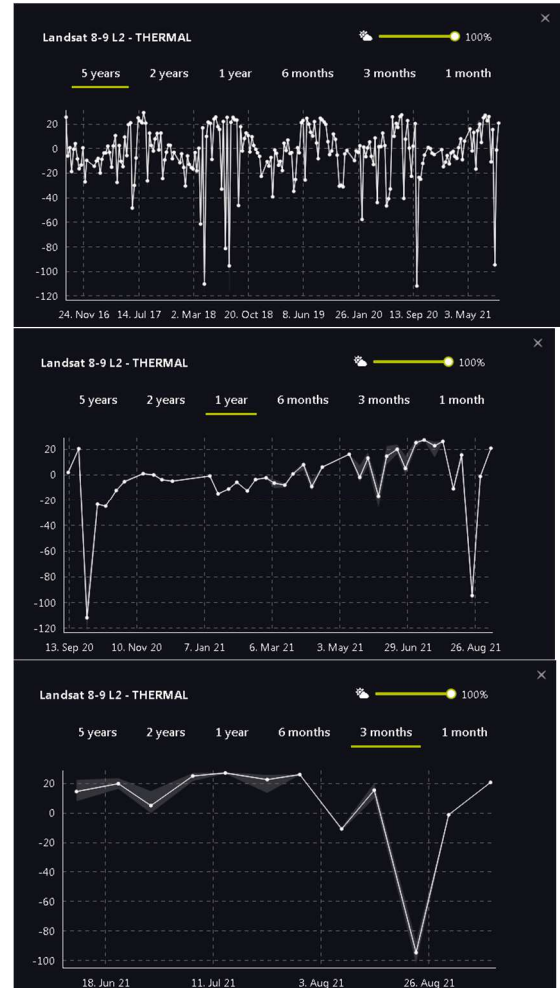 Landsat 8-9 L2 - THERMAL 100%
5 years 2 years 1 year 6 months 3 months 1 month
20
0
-20
-40
-60
-80
-100
-120
24. Nov 16 14. Jul 17 2. Mar 18 20. Oct 18 8. Jun 19 26. Jan 20 13. Sep 20 3. May 21
Landsat 8-9 L2 - THERMAL 100%
5 years 2 years 1 year 6 months 3 months 1 month
20
0
-20
-40
-60
-80
-100
-120
13. Sep 20 10. Nov 20 7. Jan 21 6. Mar 21 3. May 21 29. Jun 21 26. Aug 21
Landsat 8-9 L2 - THERMAL 100%
5 years 2 years 1 year 6 months 3 months 1 month
20
0
-20
-40
-60
-80
-100
18. Jun 21 11. Jul 21 3. Aug 21 26. Aug 21